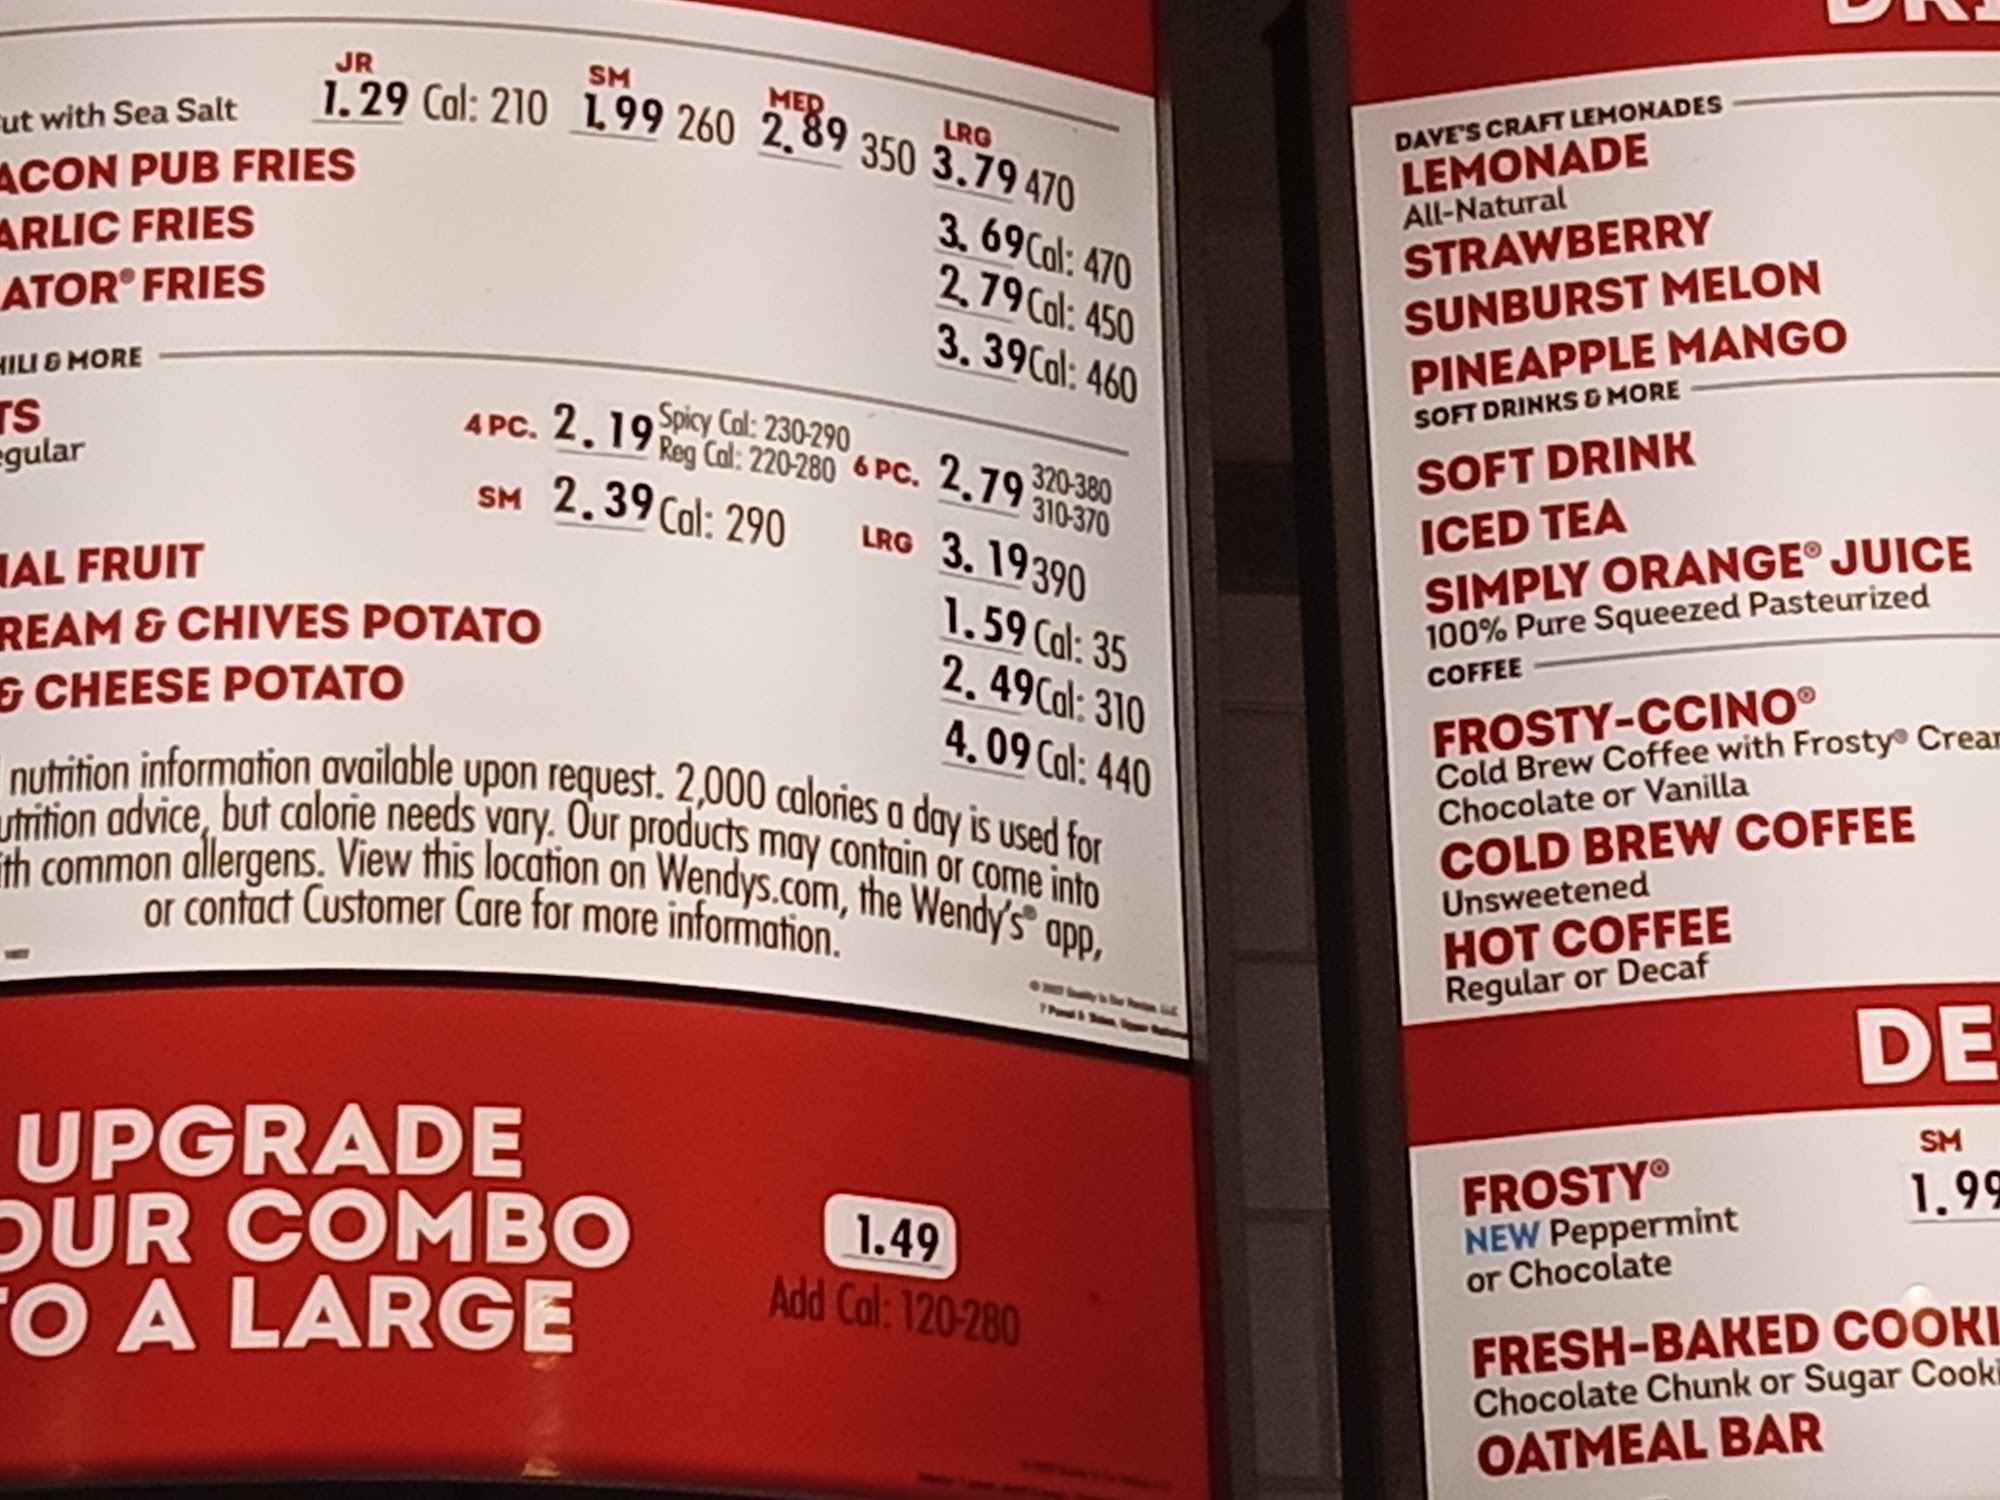 JR SM MED LRG
ut with Sea Salt 1.29 Cal: 210 1.99 260 2.89 350 3.79 470
ACON PUB FRIES 3.69 Cal: 470
ARLIC FRIES 2.79 Cal: 450
ATOR® FRIES 3.39 Cal: 460
HILI & MORE
TS 4 PC. 2.19 Spicy Cal: 230-290 6 PC. 2.79 320-380
egular Reg Cal: 220-280 310-370
SM 2.39 Cal: 290 LRG 3.19 390
NAL FRUIT 1.59 Cal: 35
REAM & CHIVES POTATO 2.49 Cal: 310
& CHEESE POTATO 4.09 Cal: 440
nutrition information available upon request. 2,000 calories a day is used for
utrition advice, but calorie needs vary. Our products may contain or come into
ith common allergens. View this location on Wendys.com, the Wendy's® app,
or contact Customer Care for more information.
UPGRADE
OUR COMBO
TO A LARGE
1.49
Add Cal: 120-280
DRI
DAVE'S CRAFT LEMONADES
LEMONADE
All-Natural
STRAWBERRY
SUNBURST MELON
PINEAPPLE MANGO
SOFT DRINKS & MORE
SOFT DRINK
ICED TEA
SIMPLY ORANGE® JUICE
100% Pure Squeezed Pasteurized
COFFEE
FROSTY-CCINO®
Cold Brew Coffee with Frosty® Crear
Chocolate or Vanilla
COLD BREW COFFEE
Unsweetened
HOT COFFEE
Regular or Decaf
DE
SM
FROSTY® 1.99
NEW Peppermint
or Chocolate
FRESH-BAKED COOKI
Chocolate Chunk or Sugar Cooki
OATMEAL BAR